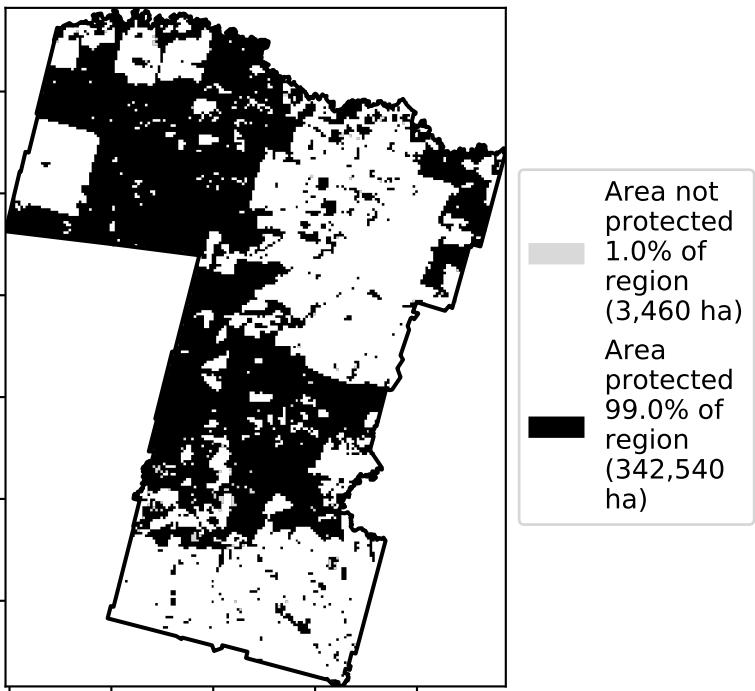 Area not
protected
1.0% of
region
(3,460 ha)
Area
protected
99.0% of
region
(342,540
ha)